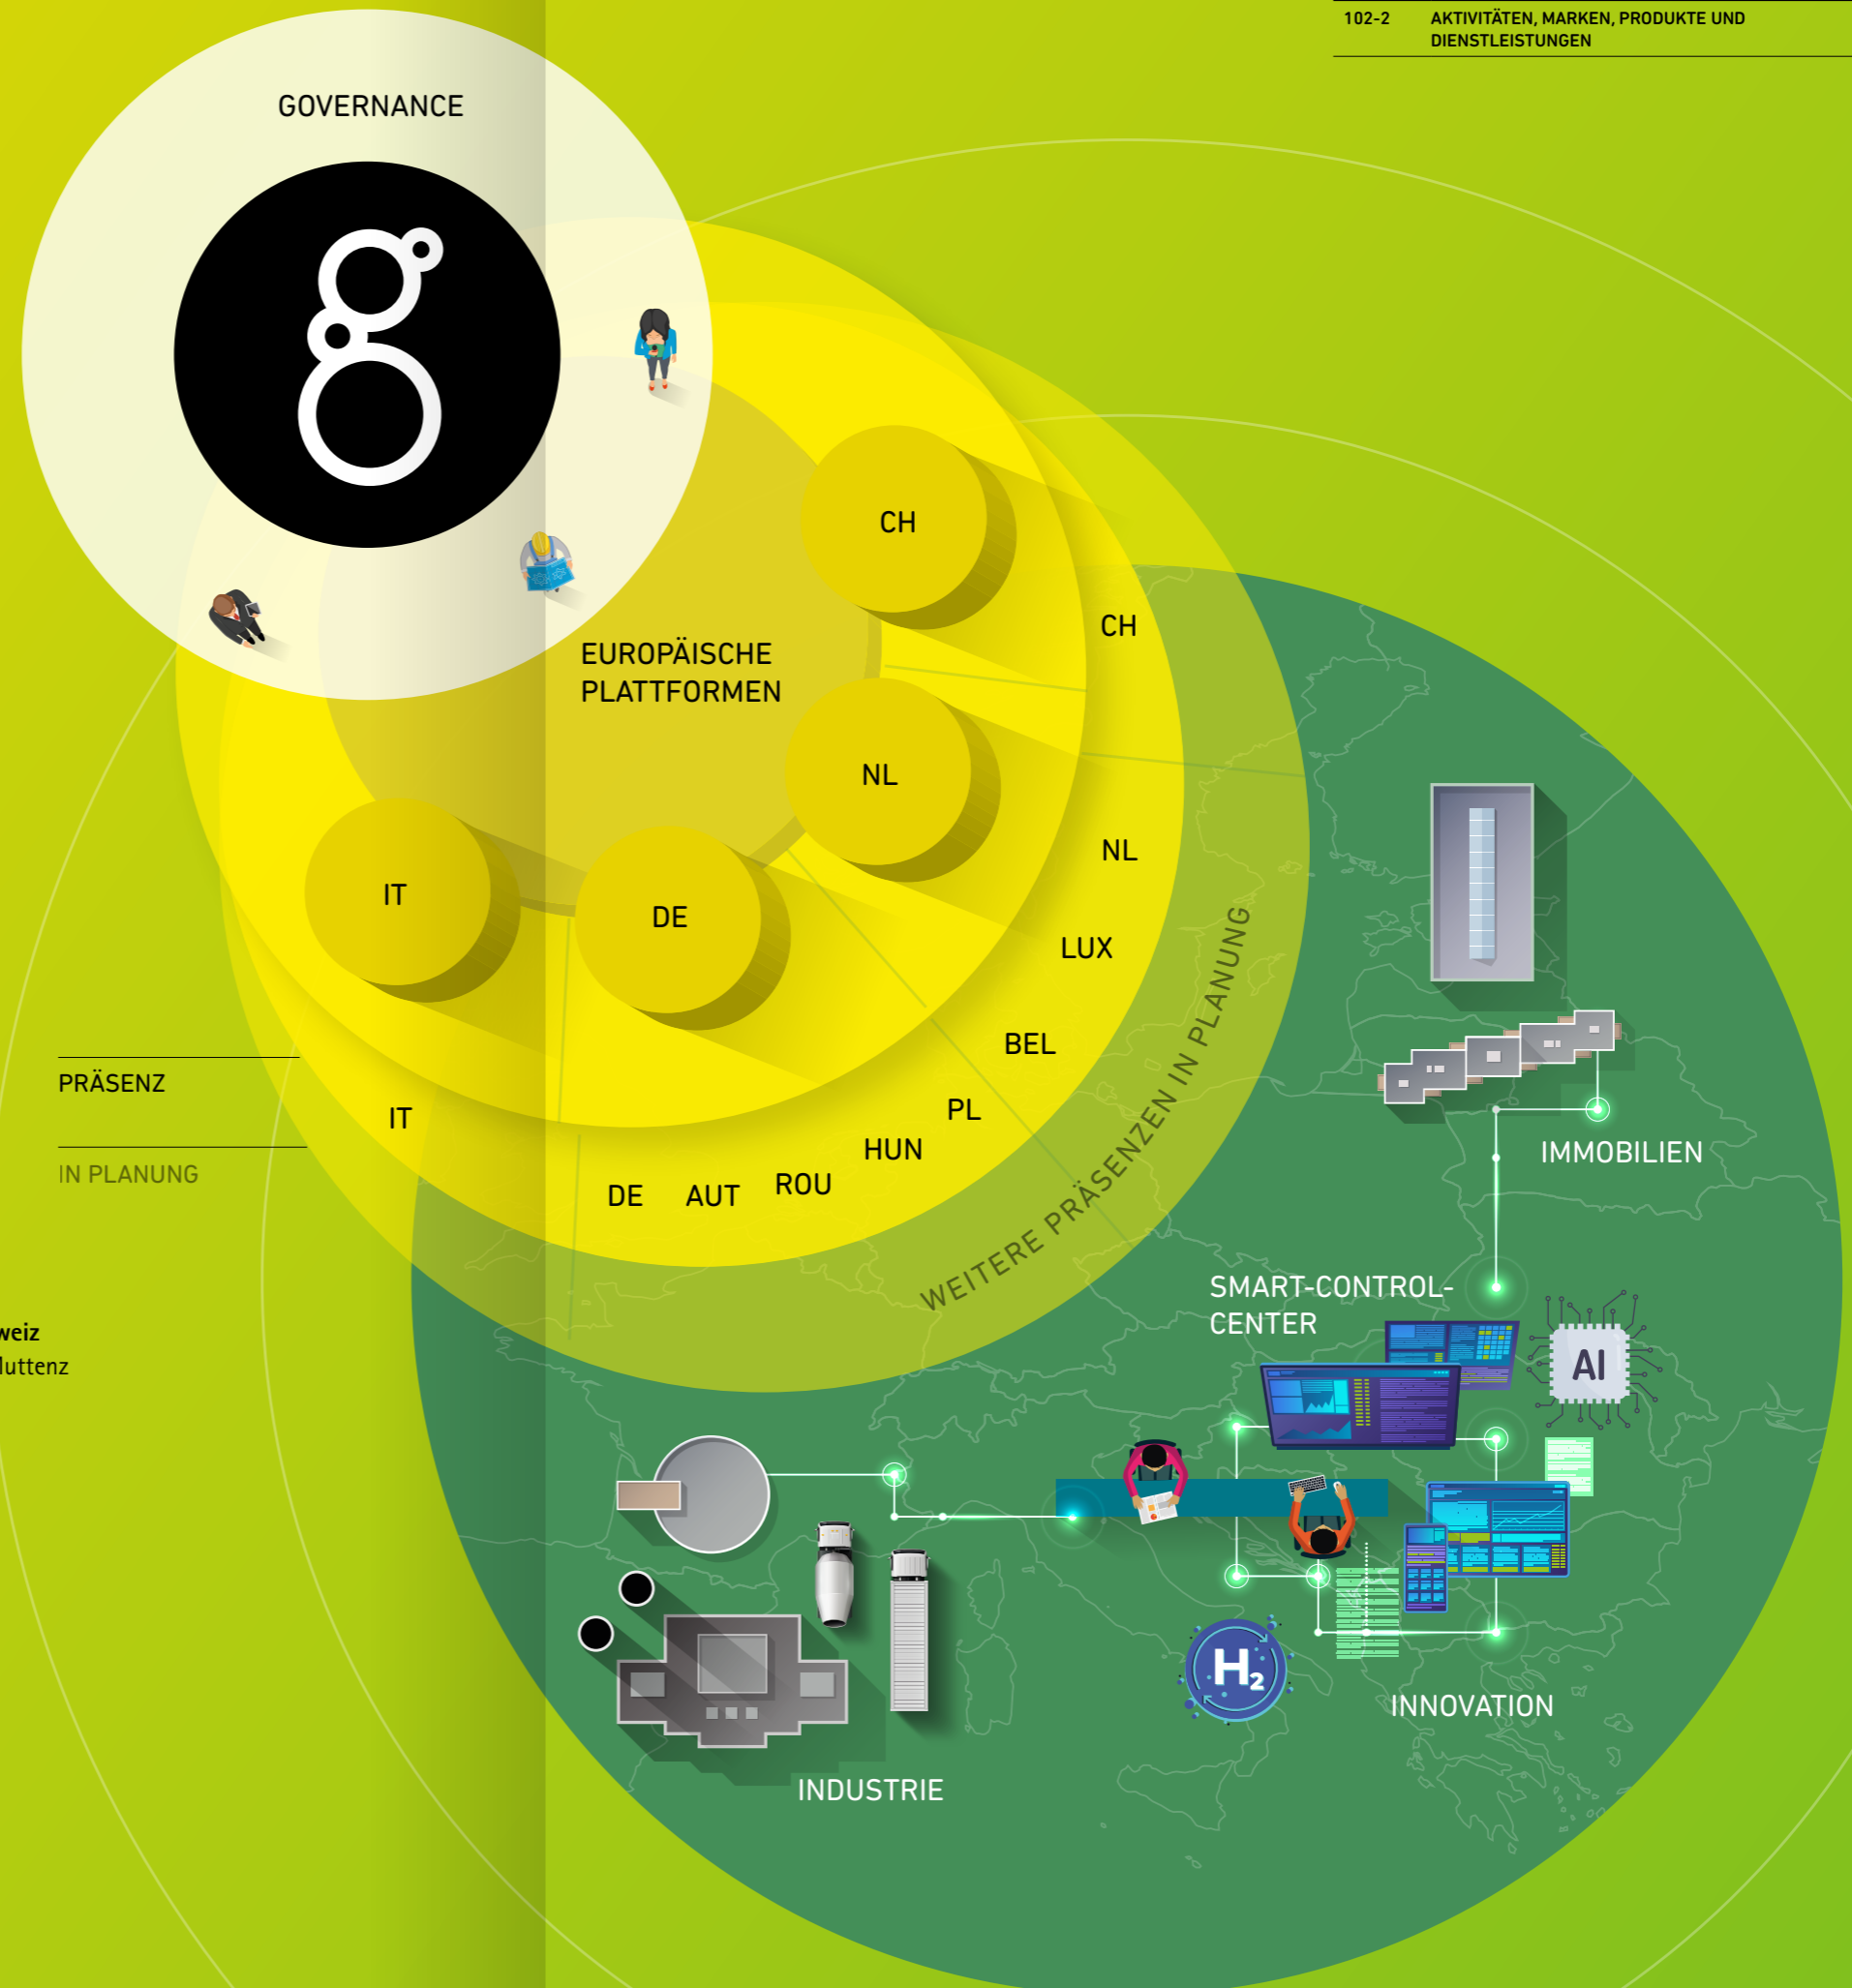 102-2 AKTIVITÄTEN, MARKEN, PRODUKTE UND
DIENSTLEISTUNGEN
GOVERNANCE
EUROPÄISCHE
PLATTFORMEN
CH
NL
DE
IT
CH
NL
LUX
BEL
PL
HUN
ROU
AUT
DE
IT
WEITERE PRÄSENZEN IN PLANUNG
PRÄSENZ
IN PLANUNG
weiz
luttenz
IMMOBILIEN
SMART-CONTROL-
CENTER
AI
H₂
INNOVATION
INDUSTRIE